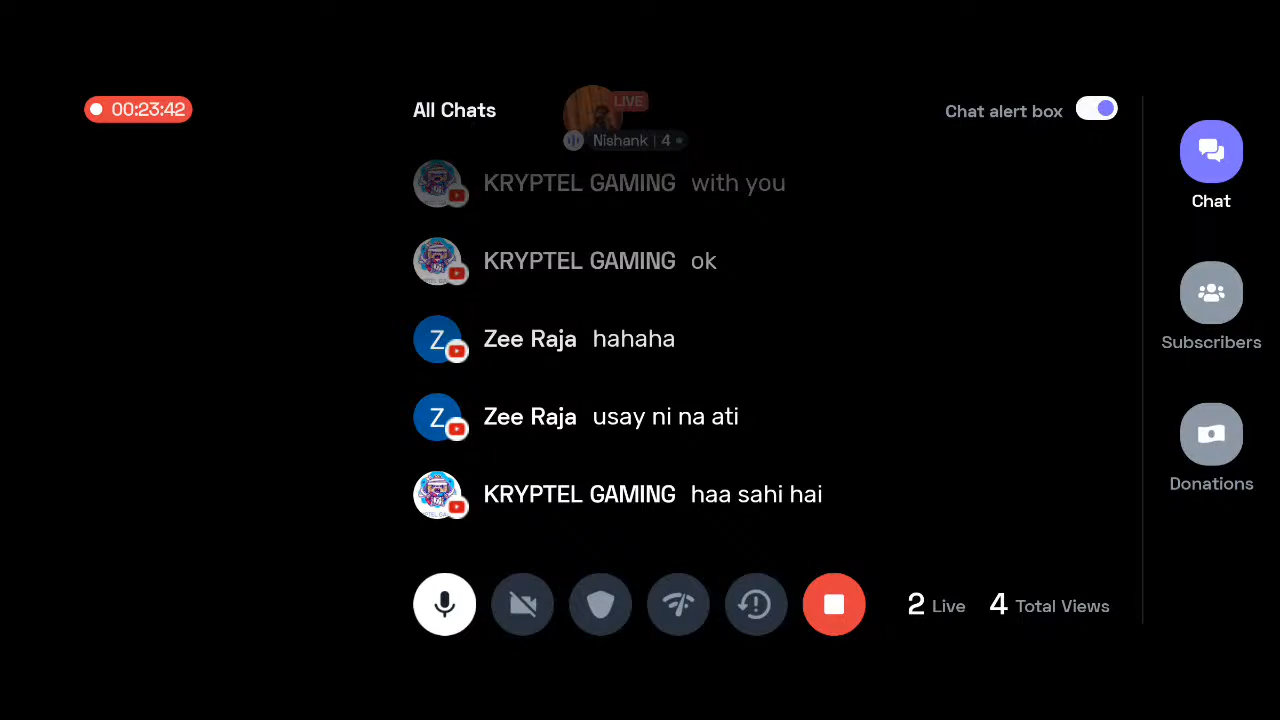 00:23:42
All Chats
LIVE
Nishank | 4
Chat alert box
KRYPTEL GAMING with you
KRYPTEL GAMING ok
Z Zee Raja hahaha
Z Zee Raja usay ni na ati
KRYPTEL GAMING haa sahi hai
2 Live 4 Total Views
Chat
Subscribers
Donations